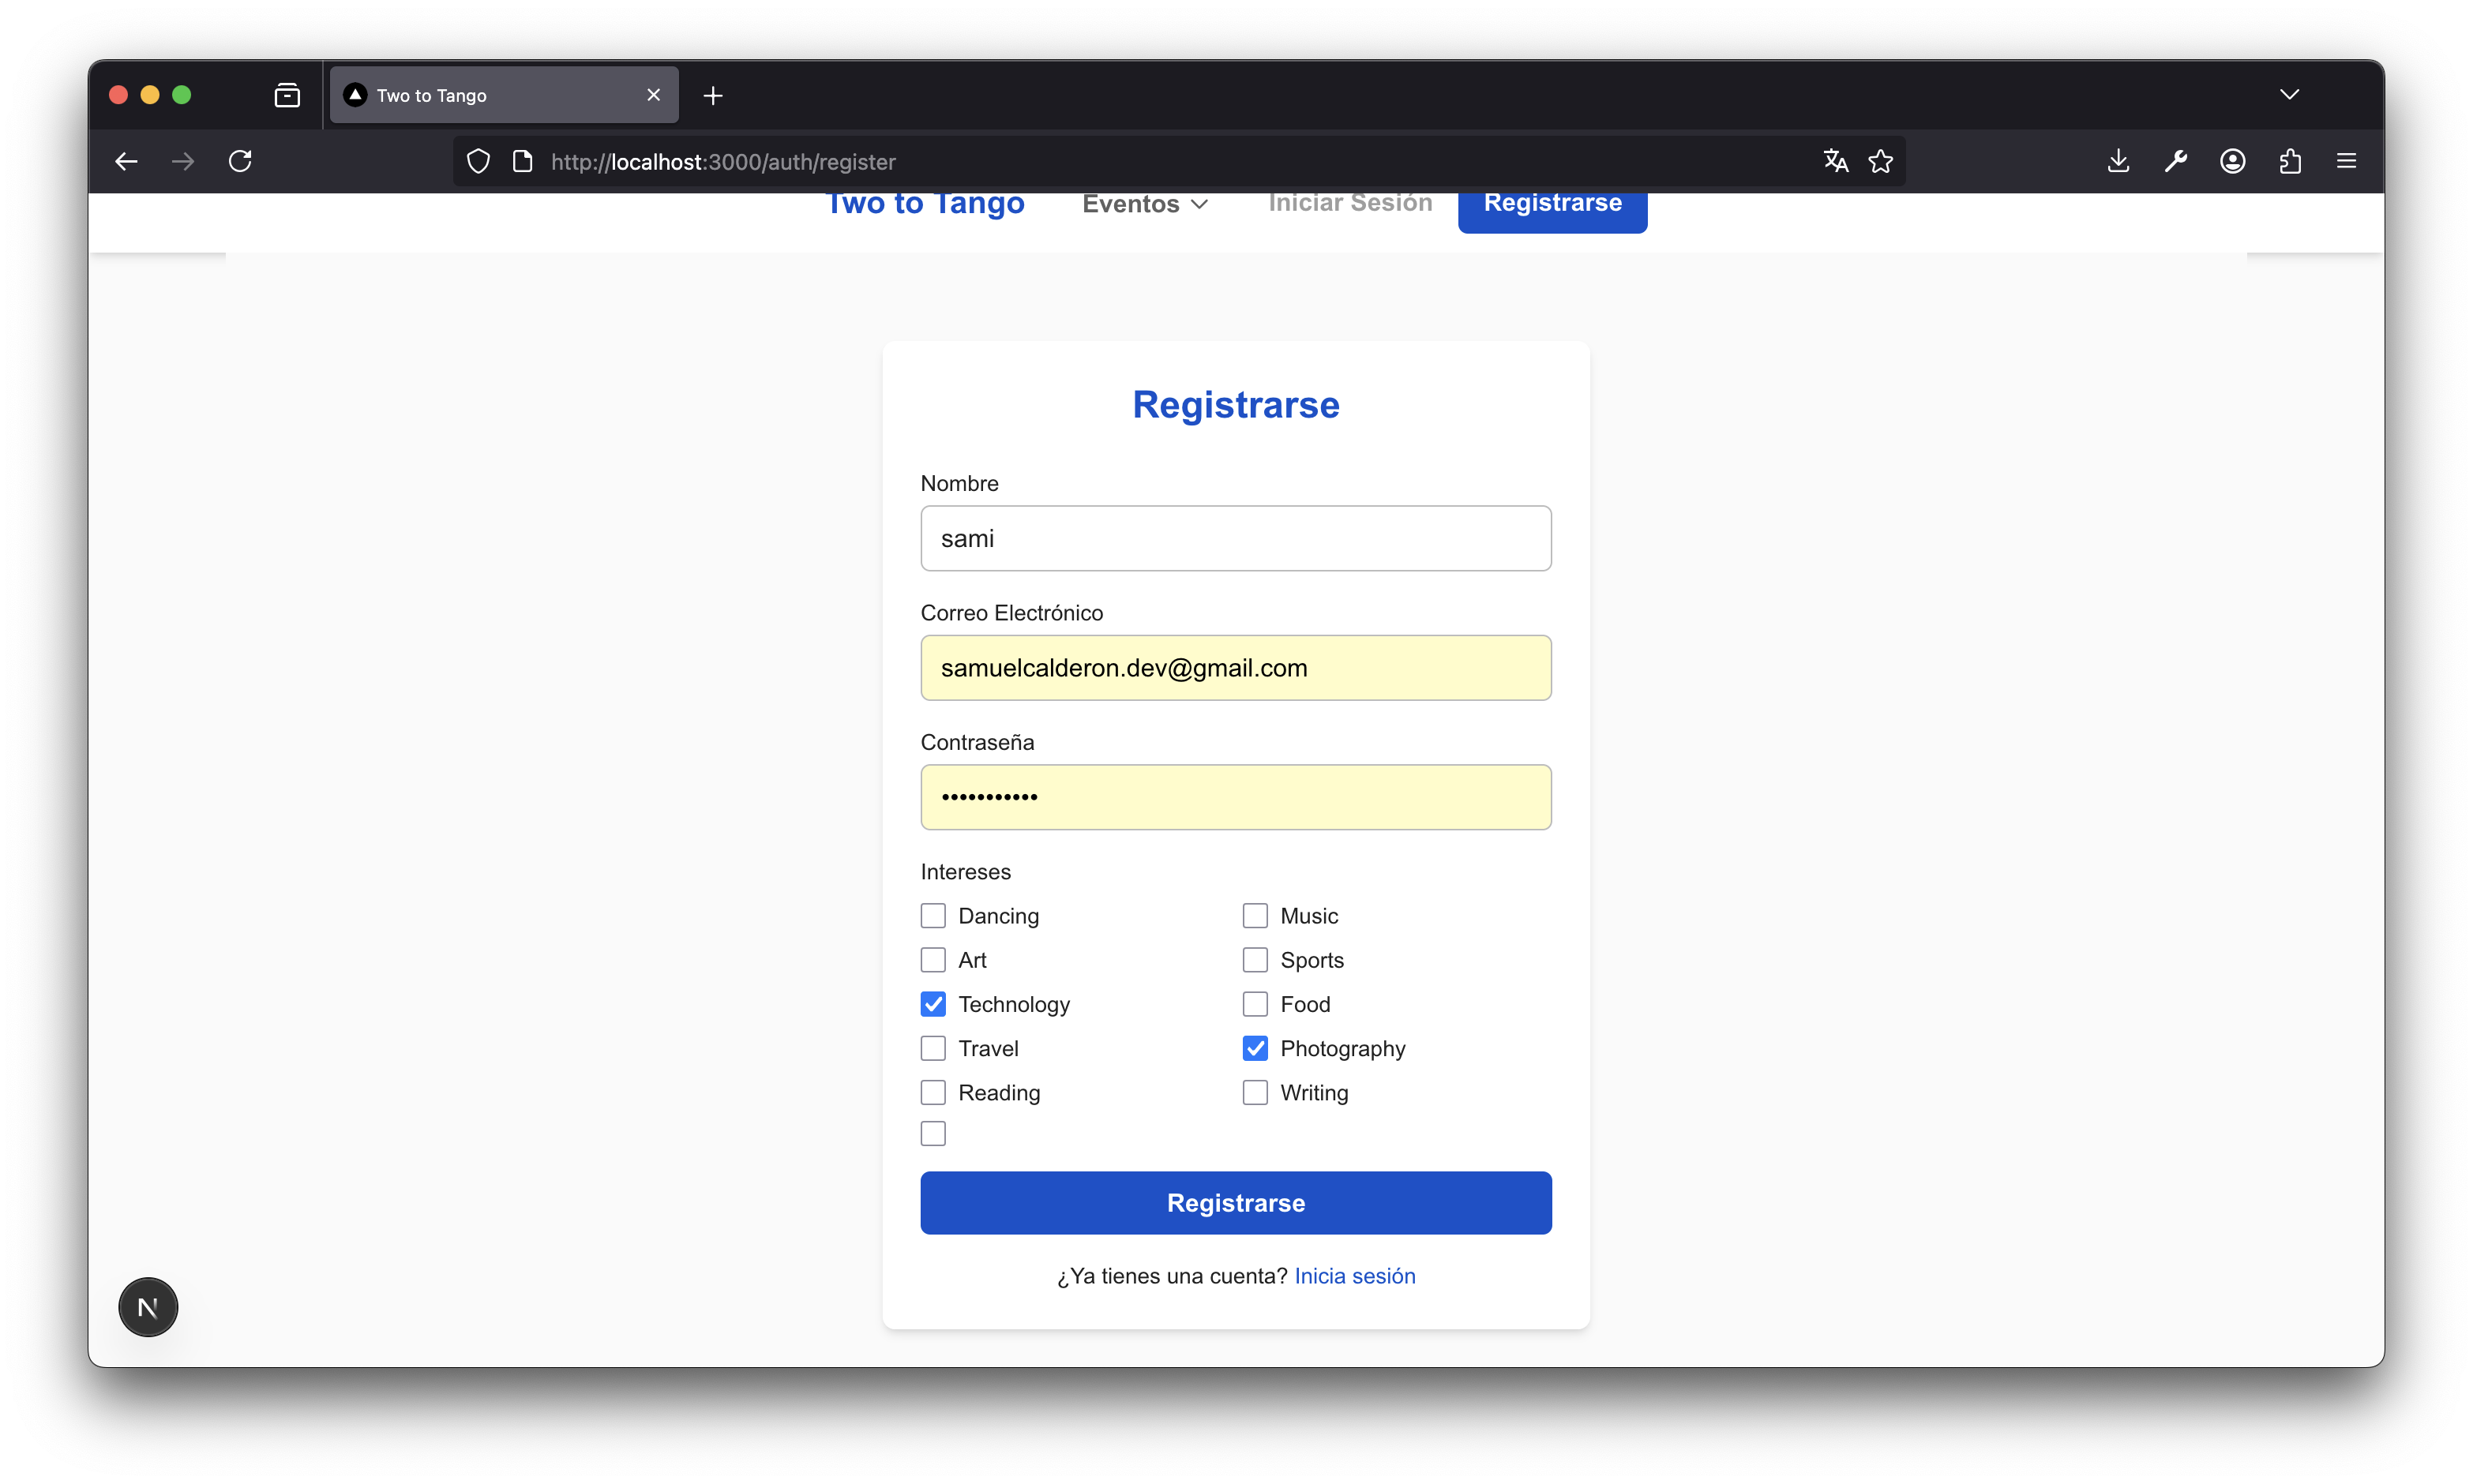 Two to Tango
http://localhost:3000/auth/register
Two to Tango Eventos Iniciar Sesión Registrarse
Registrarse
Nombre
sami
Correo Electrónico
samuelcalderon.dev@gmail.com
Contraseña
•••••••••••
Intereses
Dancing Music
Art Sports
Technology Food
Travel Photography
Reading Writing
Registrarse
¿Ya tienes una cuenta? Inicia sesión
N